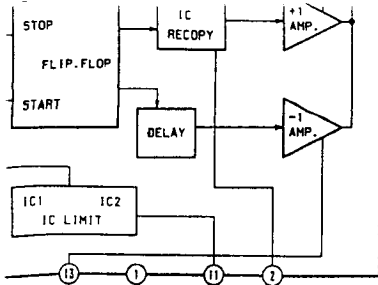 STOP
IC
RECOPY
+1
AMP.
FLIP.FLOP
START
DELAY
-1
AMP.
IC1 IC2
IC LIMIT
13 1 11 2